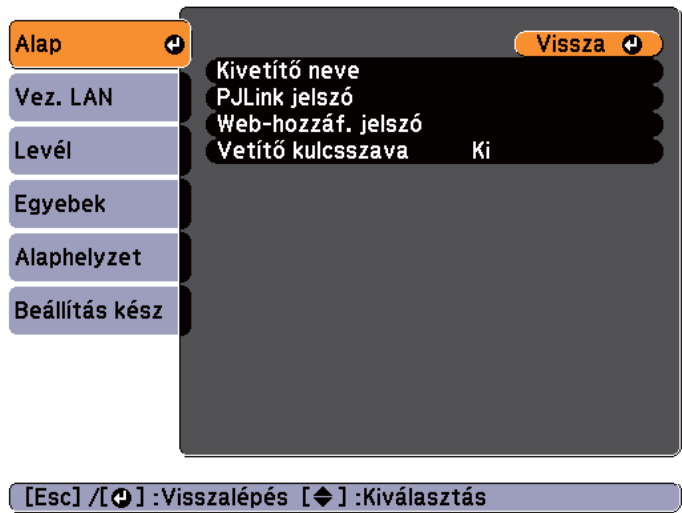 Alap
Vez. LAN
Levél
Egyebek
Alaphelyzet
Beállítás kész
Vissza
Kivetítő neve
PJLink jelszó
Web-hozzáf. jelszó
Vetítő kulcsszava Ki
[Esc] /[⏎] :Visszalépés [◆] :Kiválasztás